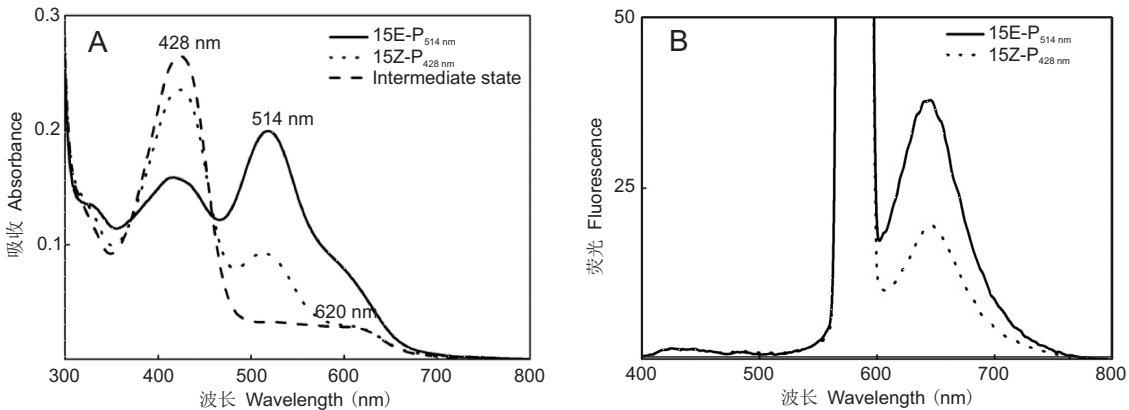 A
428 nm
514 nm
620 nm
15E-P514 nm
15Z-P428 nm
Intermediate state
0.3
0.2
0.1
吸收 Absorbance
300 400 500 600 700 800
波长 Wavelength (nm)
B
15E-P514 nm
15Z-P428 nm
50
25
荧光 Fluorescence
400 500 600 700 800
波长 Wavelength (nm)